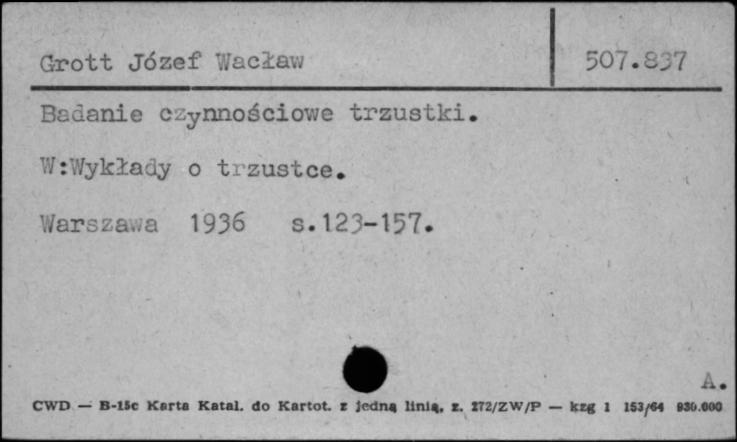 Grott Józef Wacław 507.837
Badanie czynnościowe trzustki.
W:Wykłady o trzustce.
Warszawa 1936 s.123-157.
A.
CWD — B-15c Karta Katal. do Kartot. z jedną linią, z. 272/ZW/P — kzg 1 153/64 930.000